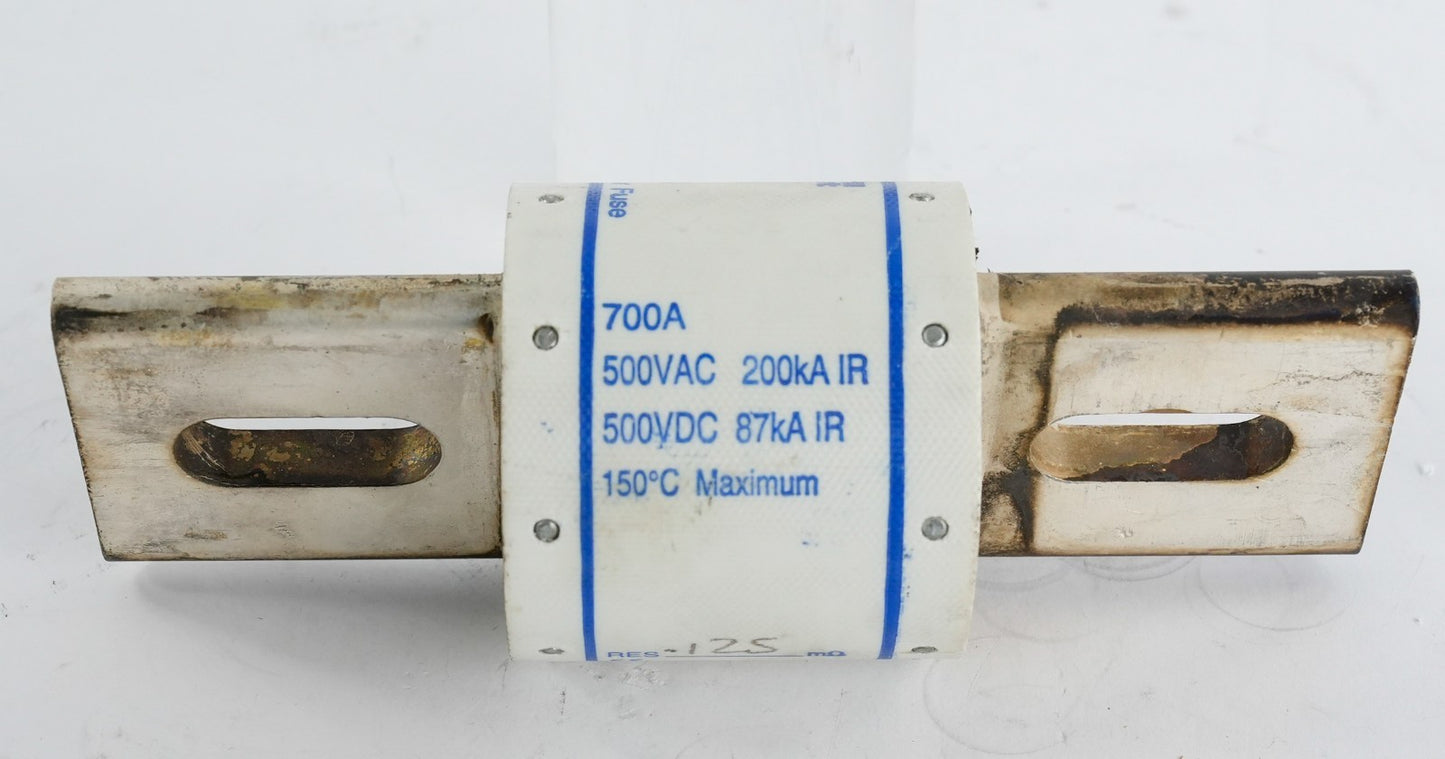 Fuse
700A
500VAC 200kA IR
500VDC 87kA IR
150°C Maximum
RES .125 mΩ